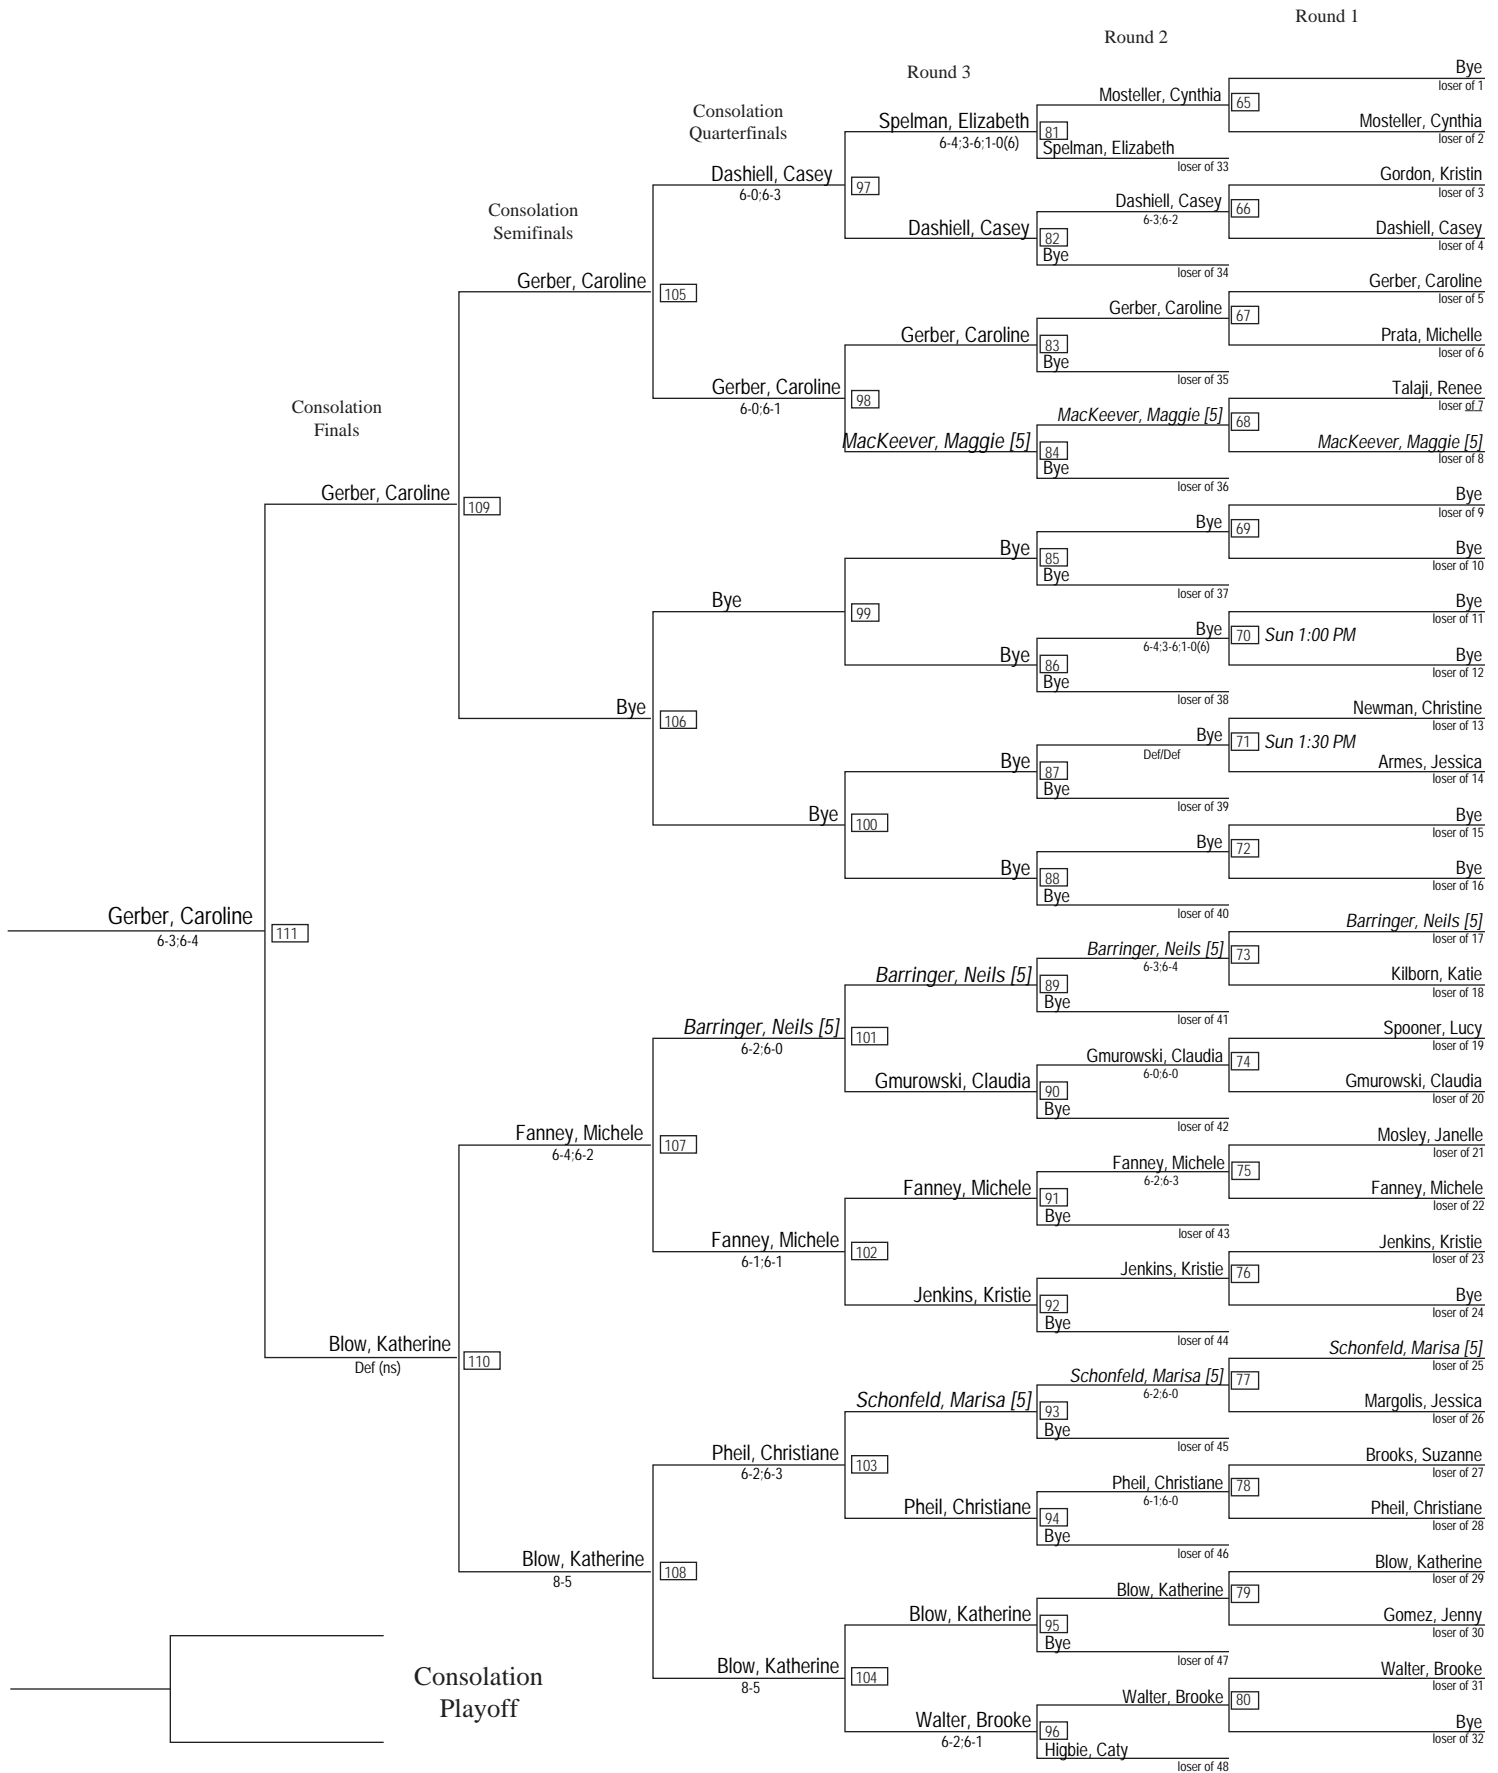 Round 1
Round 2
Round 3
Consolation
Quarterfinals
Consolation
Semifinals
Consolation
Finals
Bye
loser of 1
65
Mosteller, Cynthia
loser of 2
Gordon, Kristin
loser of 3
66
Dashiell, Casey
loser of 4
Gerber, Caroline
loser of 5
67
Prata, Michelle
loser of 6
Talaji, Renee
loser of 7
68
MacKeever, Maggie [5]
loser of 8
Bye
loser of 9
69
Bye
loser of 10
Bye
loser of 11
70 Sun 1:00 PM
Bye
loser of 12
Newman, Christine
loser of 13
71 Sun 1:30 PM
Armes, Jessica
loser of 14
Bye
loser of 15
72
Bye
loser of 16
Barringer, Neils [5]
loser of 17
73
Kilborn, Katie
loser of 18
Spooner, Lucy
loser of 19
74
Gmurowski, Claudia
loser of 20
Mosley, Janelle
loser of 21
75
Fanney, Michele
loser of 22
Jenkins, Kristie
loser of 23
76
Bye
loser of 24
Schonfeld, Marisa [5]
loser of 25
77
Margolis, Jessica
loser of 26
Brooks, Suzanne
loser of 27
78
Pheil, Christiane
loser of 28
Blow, Katherine
loser of 29
79
Gomez, Jenny
loser of 30
Walter, Brooke
loser of 31
80
Bye
loser of 32
Mosteller, Cynthia
81
Spelman, Elizabeth
loser of 33
Dashiell, Casey
6-3;6-2
82
Bye
loser of 34
Gerber, Caroline
83
Bye
loser of 35
MacKeever, Maggie [5]
84
Bye
loser of 36
Bye
85
Bye
loser of 37
Bye
6-4;3-6;1-0(6)
86
Bye
loser of 38
Bye
Def/Def
87
Bye
loser of 39
Bye
88
Bye
loser of 40
Barringer, Neils [5]
6-3;6-4
89
Bye
loser of 41
Gmurowski, Claudia
6-0;6-0
90
Bye
loser of 42
Fanney, Michele
6-2;6-3
91
Bye
loser of 43
Jenkins, Kristie
92
Bye
loser of 44
Schonfeld, Marisa [5]
6-2;6-0
93
Bye
loser of 45
Pheil, Christiane
6-1;6-0
94
Bye
loser of 46
Blow, Katherine
95
Bye
loser of 47
Walter, Brooke
96
Higbie, Caty
loser of 48
Spelman, Elizabeth
6-4;3-6;1-0(6)
97
Dashiell, Casey
Gerber, Caroline
98
MacKeever, Maggie [5]
Bye
99
Bye
Bye
100
Bye
Barringer, Neils [5]
101
Gmurowski, Claudia
Fanney, Michele
102
Jenkins, Kristie
Schonfeld, Marisa [5]
103
Pheil, Christiane
Blow, Katherine
104
Walter, Brooke
6-2;6-1
Dashiell, Casey
6-0;6-3
105
Gerber, Caroline
6-0;6-1
Bye
106
Bye
Barringer, Neils [5]
6-2;6-0
107
Fanney, Michele
6-1;6-1
Pheil, Christiane
6-2;6-3
108
Blow, Katherine
8-5
Gerber, Caroline
109
Bye
Fanney, Michele
6-4;6-2
110
Blow, Katherine
8-5
Gerber, Caroline
111
Blow, Katherine
Def (ns)
Gerber, Caroline
6-3;6-4
Consolation
Playoff